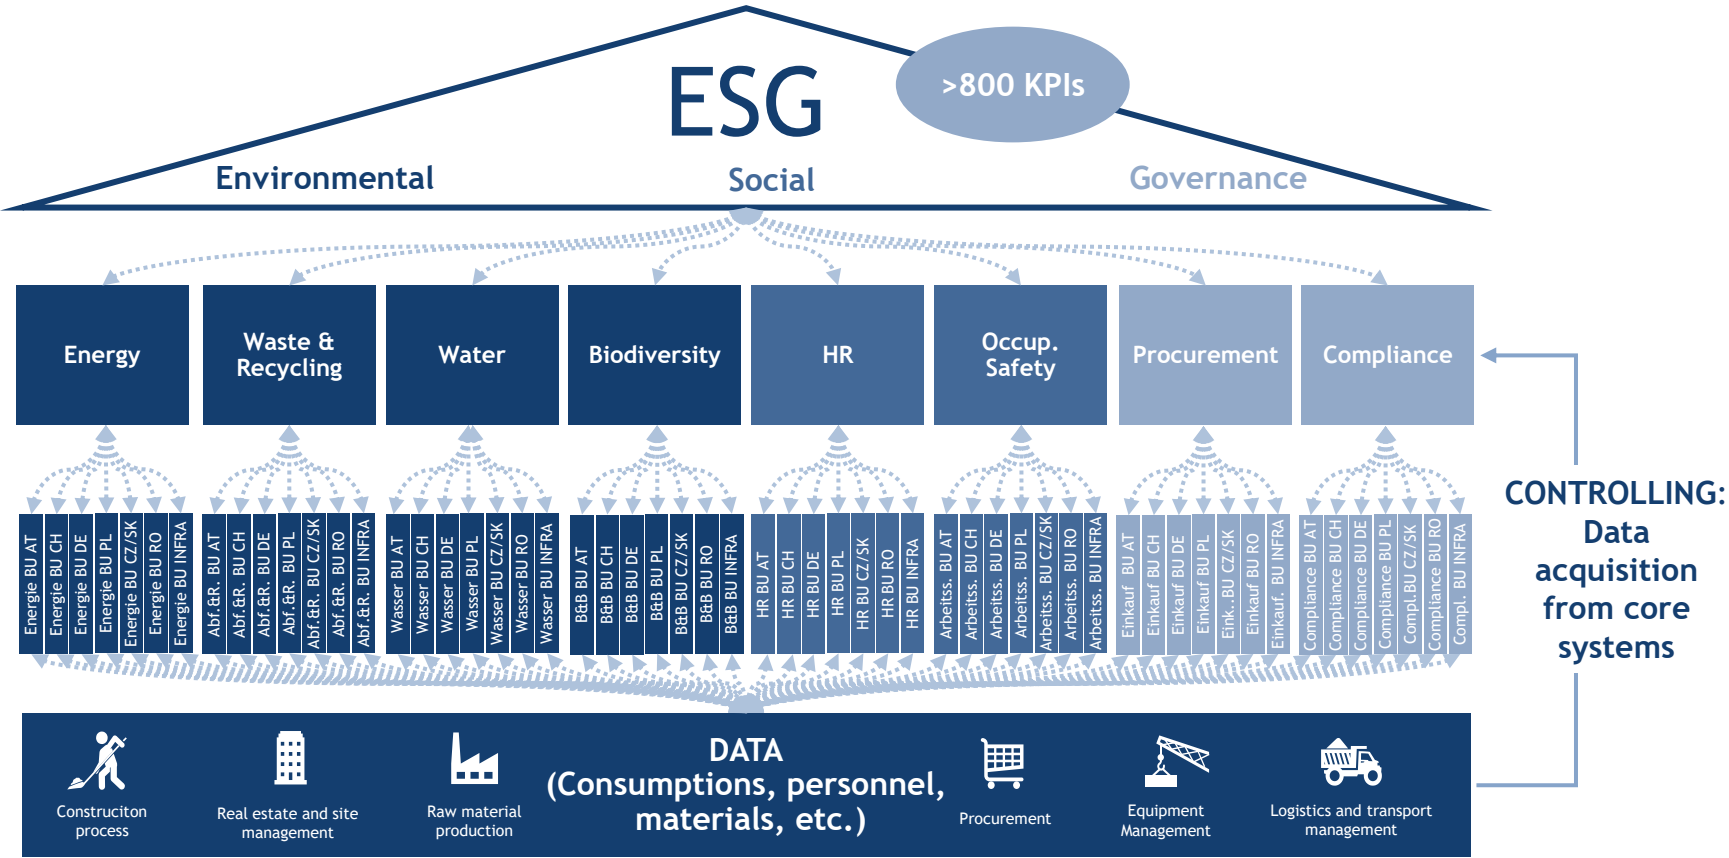 ESG
>800 KPIs
Environmental
Social
Governance
Energy
Waste &
Recycling
Water
Biodiversity
HR
Occup.
Safety
Procurement
Compliance
Energie BU AT
Energie BU CH
Energie BU DE
Energie BU PL
Energie BU CZ/SK
Energie BU RO
Energie BU INFRA
Abf.&R. BU AT
Abf.&R. BU CH
Abf.&R. BU DE
Abf.&R. BU PL
Abf.&R. BU CZ/SK
Abf.&R. BU RO
Abf.&R. BU INFRA
Wasser BU AT
Wasser BU CH
Wasser BU DE
Wasser BU PL
Wasser BU CZ/SK
Wasser BU RO
Wasser BU INFRA
B&B BU AT
B&B BU CH
B&B BU DE
B&B BU PL
B&B BU CZ/SK
B&B BU RO
B&B BU INFRA
HR BU AT
HR BU CH
HR BU DE
HR BU PL
HR BU CZ/SK
HR BU RO
HR BU INFRA
Arbeitss. BU AT
Arbeitss. BU CH
Arbeitss. BU DE
Arbeitss. BU PL
Arbeitss. BU CZ/SK
Arbeitss. BU RO
Arbeitss. BU INFRA
Einkauf BU AT
Einkauf BU CH
Einkauf BU DE
Einkauf BU PL
Eink..BU CZ/SK
Einkauf BU RO
Einkauf. BU INFRA
Compliance BU AT
Compliance BU CH
Compliance BU DE
Compliance BU PL
Compl.BU CZ/SK
Compliance BU RO
Compl. BU INFRA
CONTROLLING:
Data
acquisition
from core
systems
DATA
(Consumptions, personnel,
materials, etc.)
Construciton
process
Real estate and site
management
Raw material
production
Procurement
Equipment
Management
Logistics and transport
management